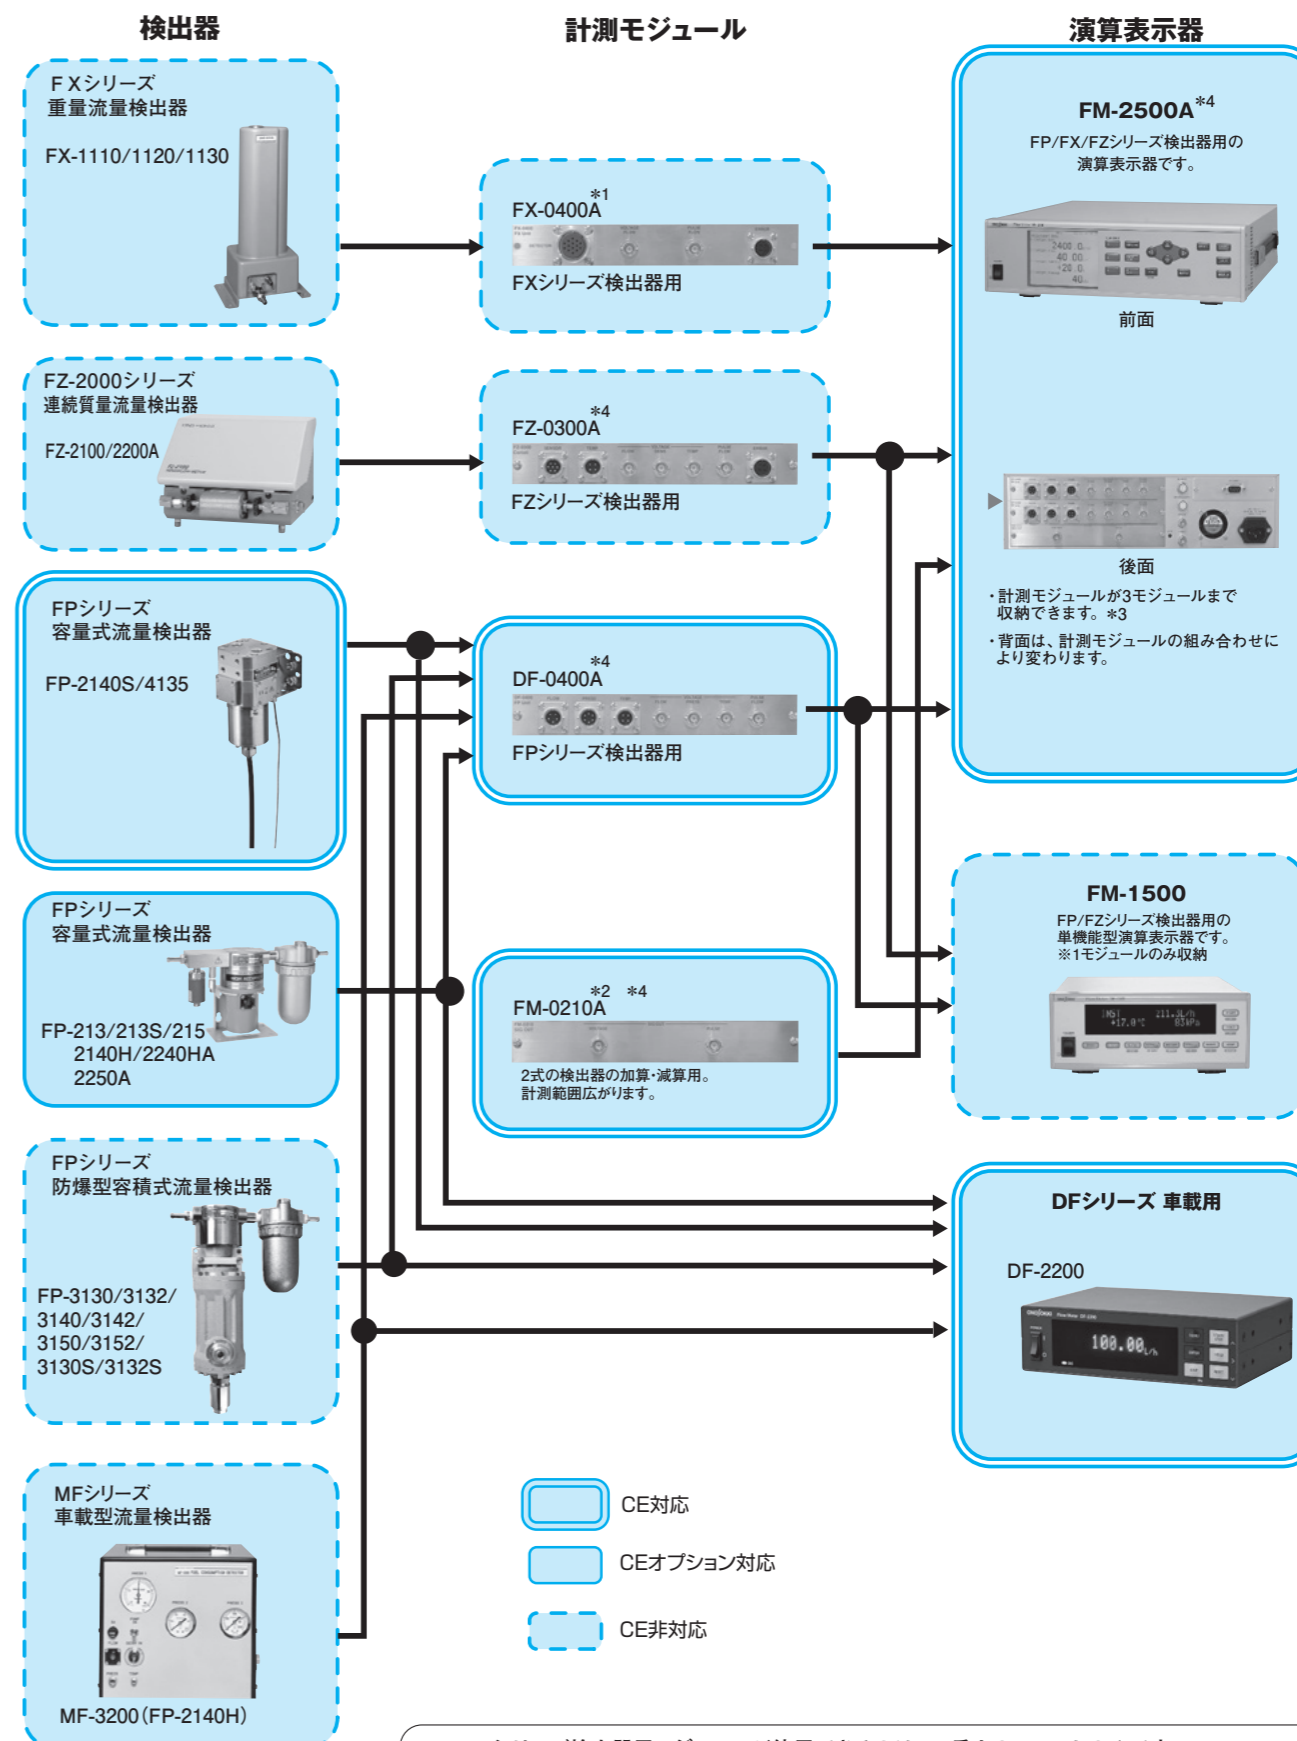 検出器
計測モジュール
演算表示器
FXシリーズ
重量流量検出器
FX-1110/1120/1130
FX-0400A*1
FXシリーズ検出器用
FM-2500A*4
FP/FX/FZシリーズ検出器用の
演算表示器です。
前面
後面
・計測モジュールが3モジュールまで
収納できます。*3
・背面は、計測モジュールの組み合わせに
より変わります。
FZ-2000シリーズ
連続質量流量検出器
FZ-2100/2200A
FZ-0300A*4
FZシリーズ検出器用
FPシリーズ
容量式流量検出器
FP-2140S/4135
DF-0400A*4
FPシリーズ検出器用
FPシリーズ
容量式流量検出器
FP-213/213S/215
2140H/2240HA
2250A
FM-0210A*2 *4
2式の検出器の加算・減算用。
計測範囲広がります。
FM-1500
FP/FZシリーズ検出器用の
単機能型演算表示器です。
※1モジュールのみ収納
FPシリーズ
防爆型容積式流量検出器
FP-3130/3132/
3140/3142/
3150/3152/
3130S/3132S
DFシリーズ 車載用
DF-2200
100.00 L/h
MFシリーズ
車載型流量検出器
MF-3200(FP-2140H)
CE対応
CEオプション対応
CE非対応